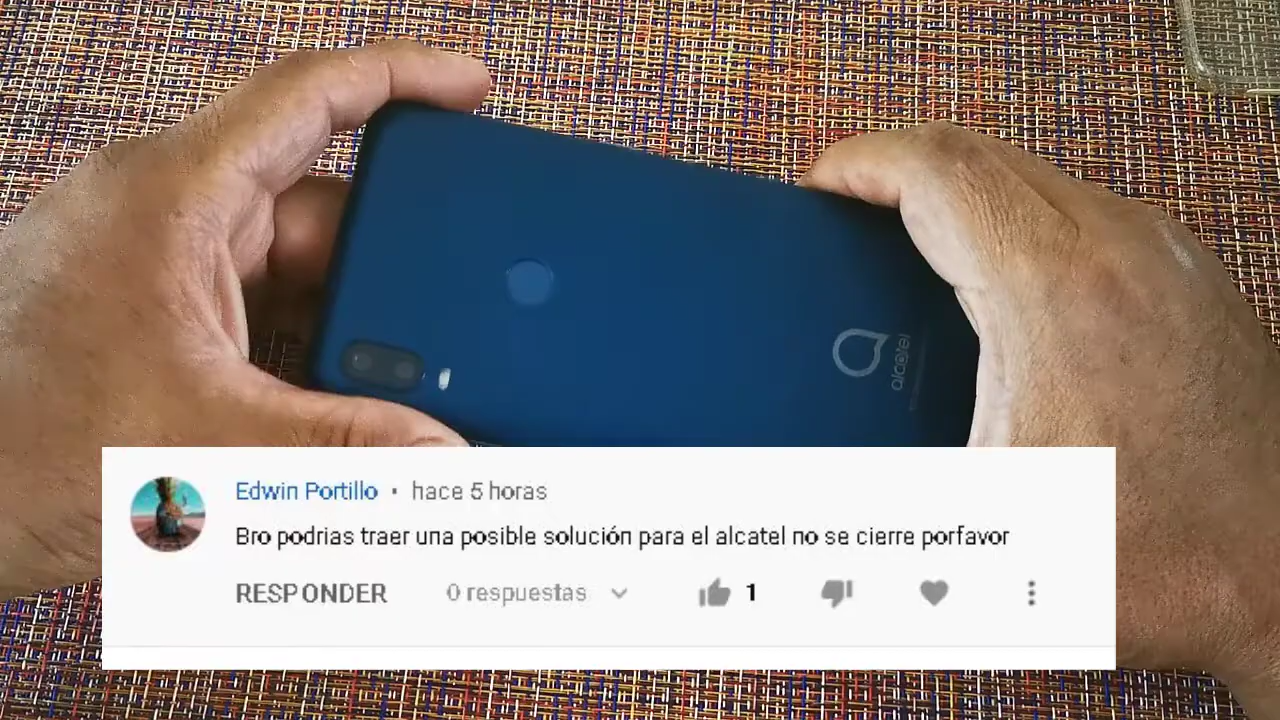 alcatel
Edwin Portillo · hace 5 horas
Bro podrias traer una posible solución para el alcatel no se cierre porfavor
RESPONDER 0 respuestas 1